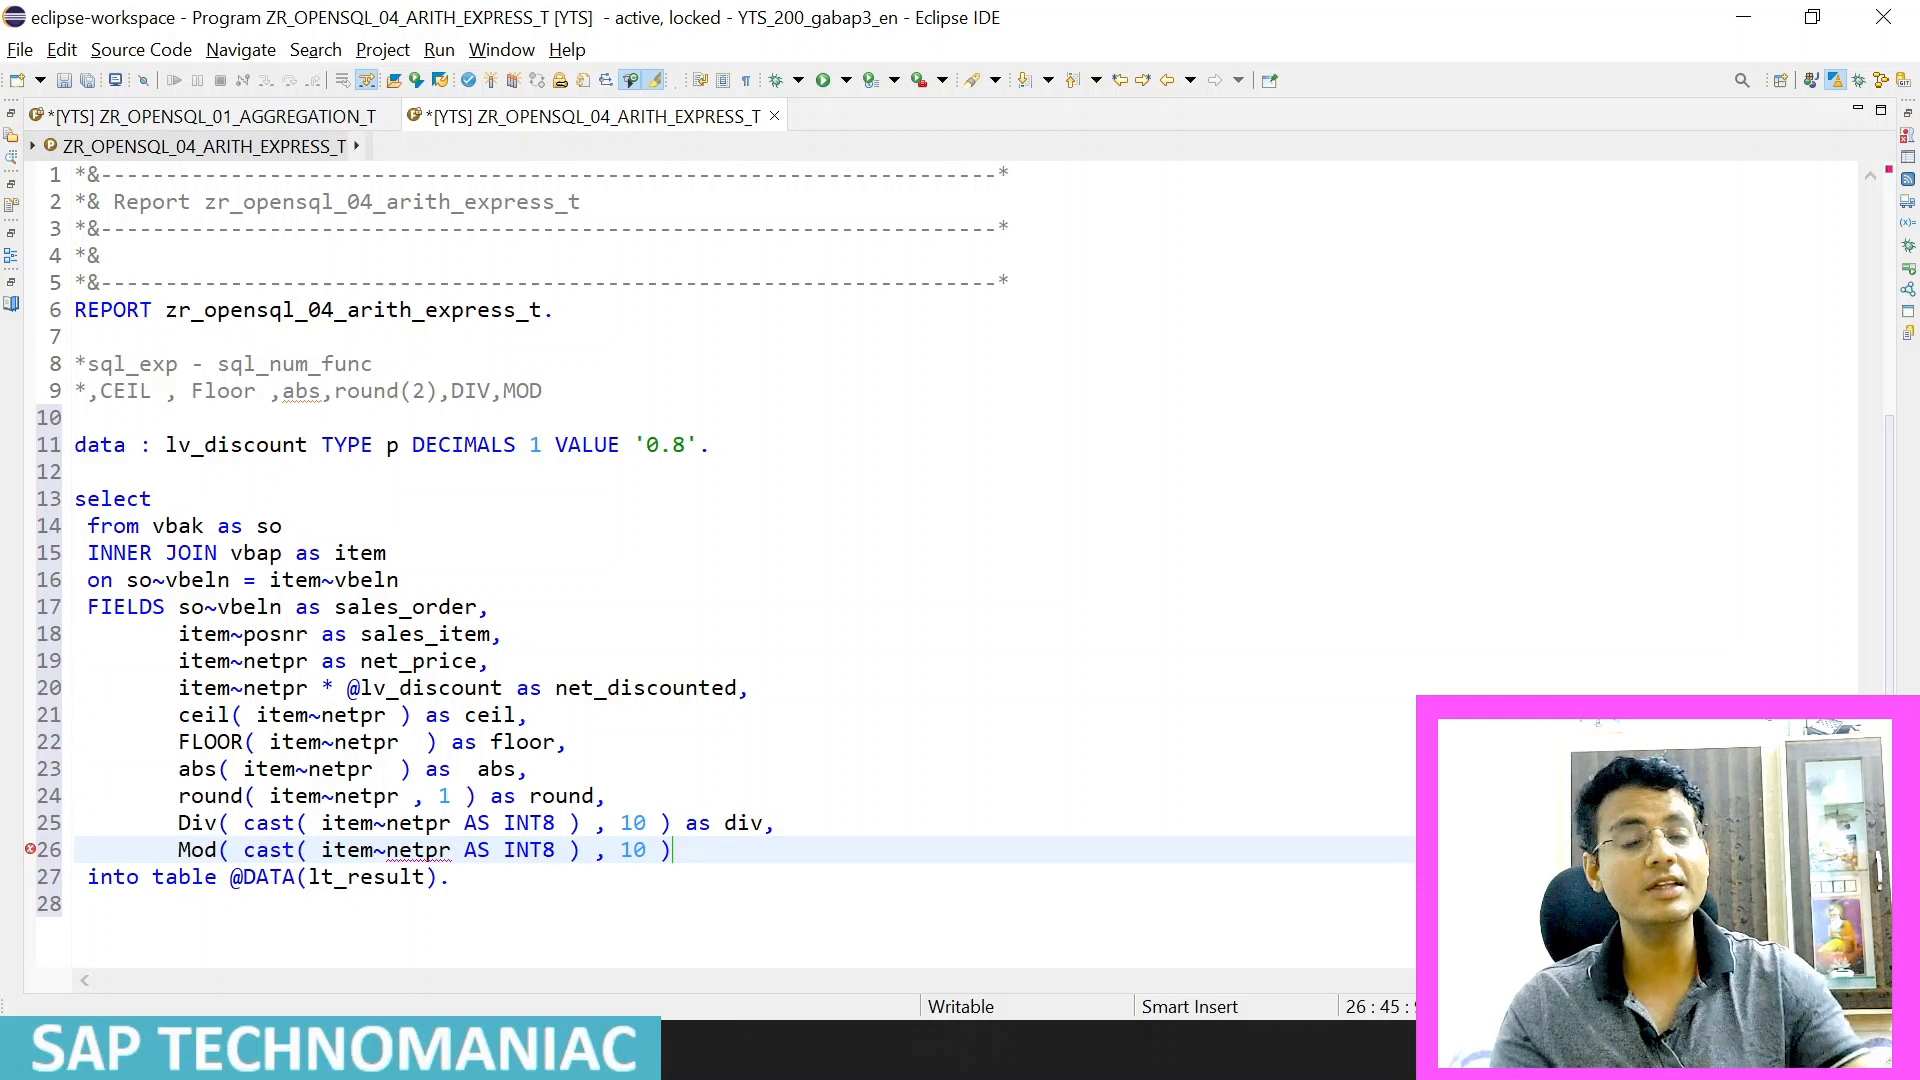 eclipse-workspace - Program ZR_OPENSQL_04_ARITH_EXPRESS_T [YTS] - active, locked - YTS_200_gabap3_en - Eclipse IDE
File Edit Source Code Navigate Search Project Run Window Help
*[YTS] ZR_OPENSQL_01_AGGREGATION_T *[YTS] ZR_OPENSQL_04_ARITH_EXPRESS_T
ZR_OPENSQL_04_ARITH_EXPRESS_T
1 *&---------------------------------------------------------------------*
2 *& Report zr_opensql_04_arith_express_t
3 *&---------------------------------------------------------------------*
4 *&
5 *&---------------------------------------------------------------------*
6 REPORT zr_opensql_04_arith_express_t.
7
8 *sql_exp - sql_num_func
9 *,CEIL , Floor ,abs,round(2),DIV,MOD
10
11 data : lv_discount TYPE p DECIMALS 1 VALUE '0.8'.
12
13 select
14 from vbak as so
15 INNER JOIN vbap as item
16 on so~vbeln = item~vbeln
17 FIELDS so~vbeln as sales_order,
18 item~posnr as sales_item,
19 item~netpr as net_price,
20 item~netpr * @lv_discount as net_discounted,
21 ceil( item~netpr ) as ceil,
22 FLOOR( item~netpr  ) as floor,
23 abs( item~netpr  ) as  abs,
24 round( item~netpr , 1 ) as round,
25 Div( cast( item~netpr AS INT8 ) , 10 ) as div,
26 Mod( cast( item~netpr AS INT8 ) , 10 )
27 into table @DATA(lt_result).
28
Writable Smart Insert 26 : 45 :
SAP TECHNOMANIAC